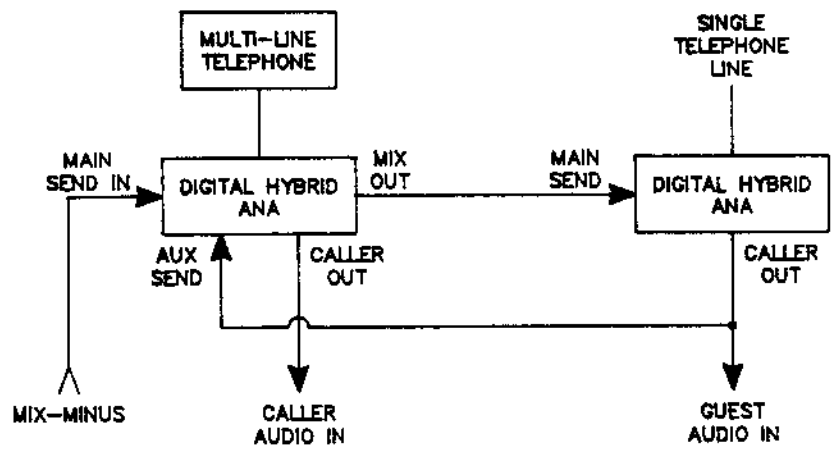 MULTI-LINE
TELEPHONE
SINGLE
TELEPHONE
LINE
MAIN
SEND IN
DIGITAL HYBRID
ANA
MIX
OUT
MAIN
SEND
DIGITAL HYBRID
ANA
AUX
SEND
CALLER
OUT
CALLER
OUT
MIX-MINUS
CALLER
AUDIO IN
GUEST
AUDIO IN